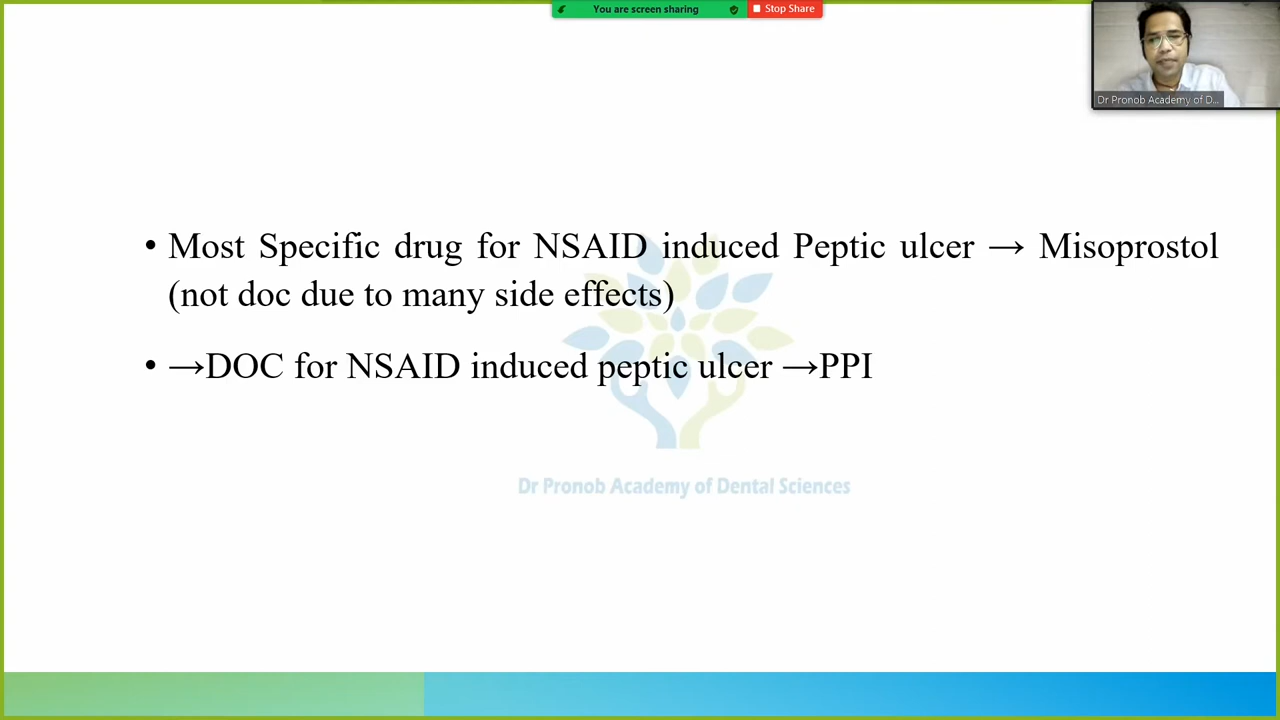 You are screen sharing
Stop Share
Dr Pronob Academy of D...
• Most Specific drug for NSAID induced Peptic ulcer → Misoprostol
(not doc due to many side effects)
• →DOC for NSAID induced peptic ulcer →PPI
Dr Pronob Academy of Dental Sciences